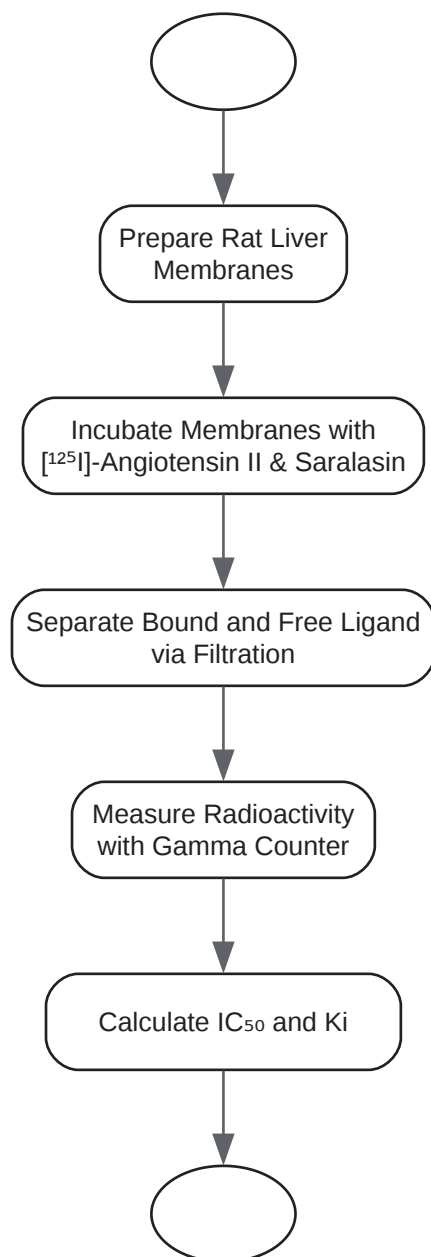 Prepare Rat Liver
Membranes
Incubate Membranes with
[¹²⁵I]-Angiotensin II & Saralasin
Separate Bound and Free Ligand
via Filtration
Measure Radioactivity
with Gamma Counter
Calculate IC₅₀ and Ki